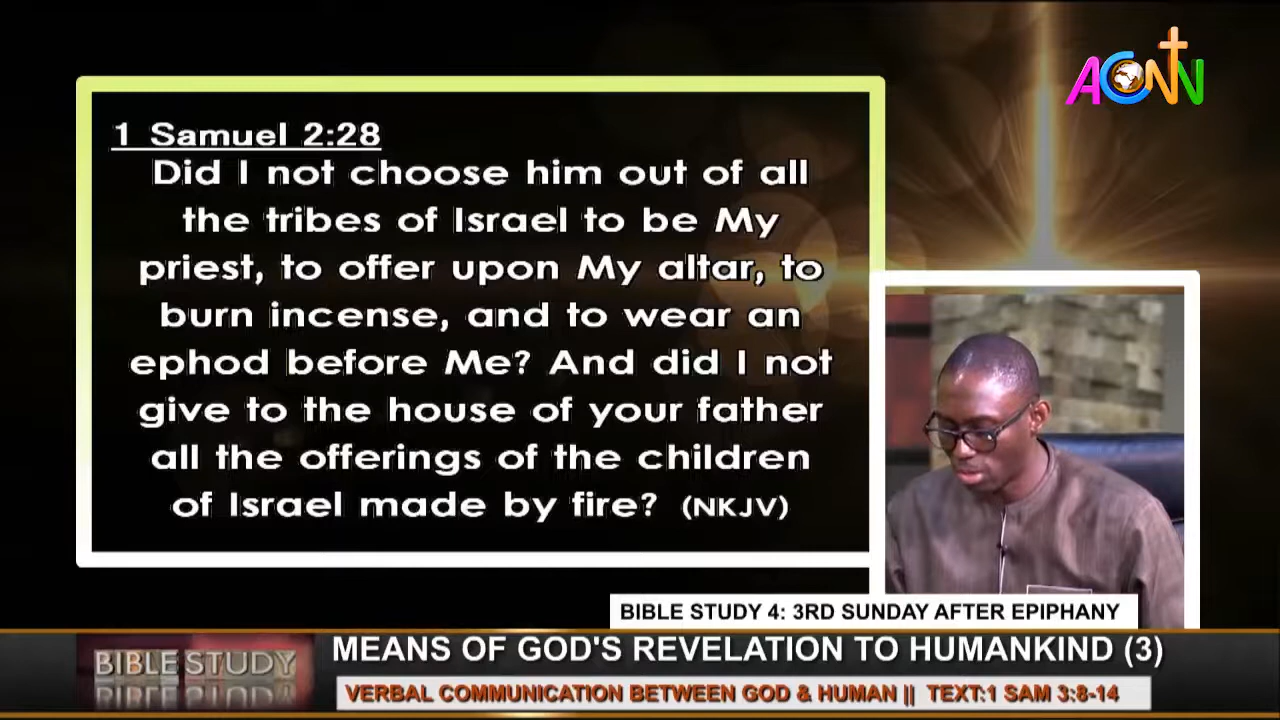 ACNN
1 Samuel 2:28
Did I not choose him out of all
the tribes of Israel to be My
priest, to offer upon My altar, to
burn incense, and to wear an
ephod before Me? And did I not
give to the house of your father
all the offerings of the children
of Israel made by fire? (NKJV)
BIBLE STUDY 4: 3RD SUNDAY AFTER EPIPHANY
BIBLE STUDY
MEANS OF GOD'S REVELATION TO HUMANKIND (3)
VERBAL COMMUNICATION BETWEEN GOD & HUMAN || TEXT:1 SAM 3:8-14